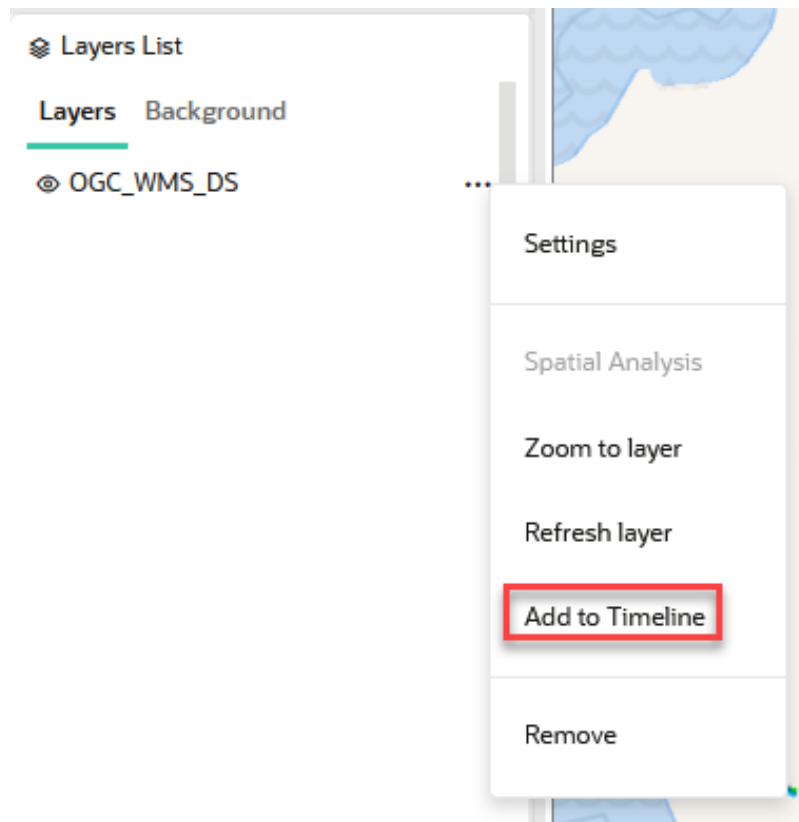 Layers List
Layers Background
OGC_WMS_DS
Settings
Spatial Analysis
Zoom to layer
Refresh layer
Add to Timeline
Remove